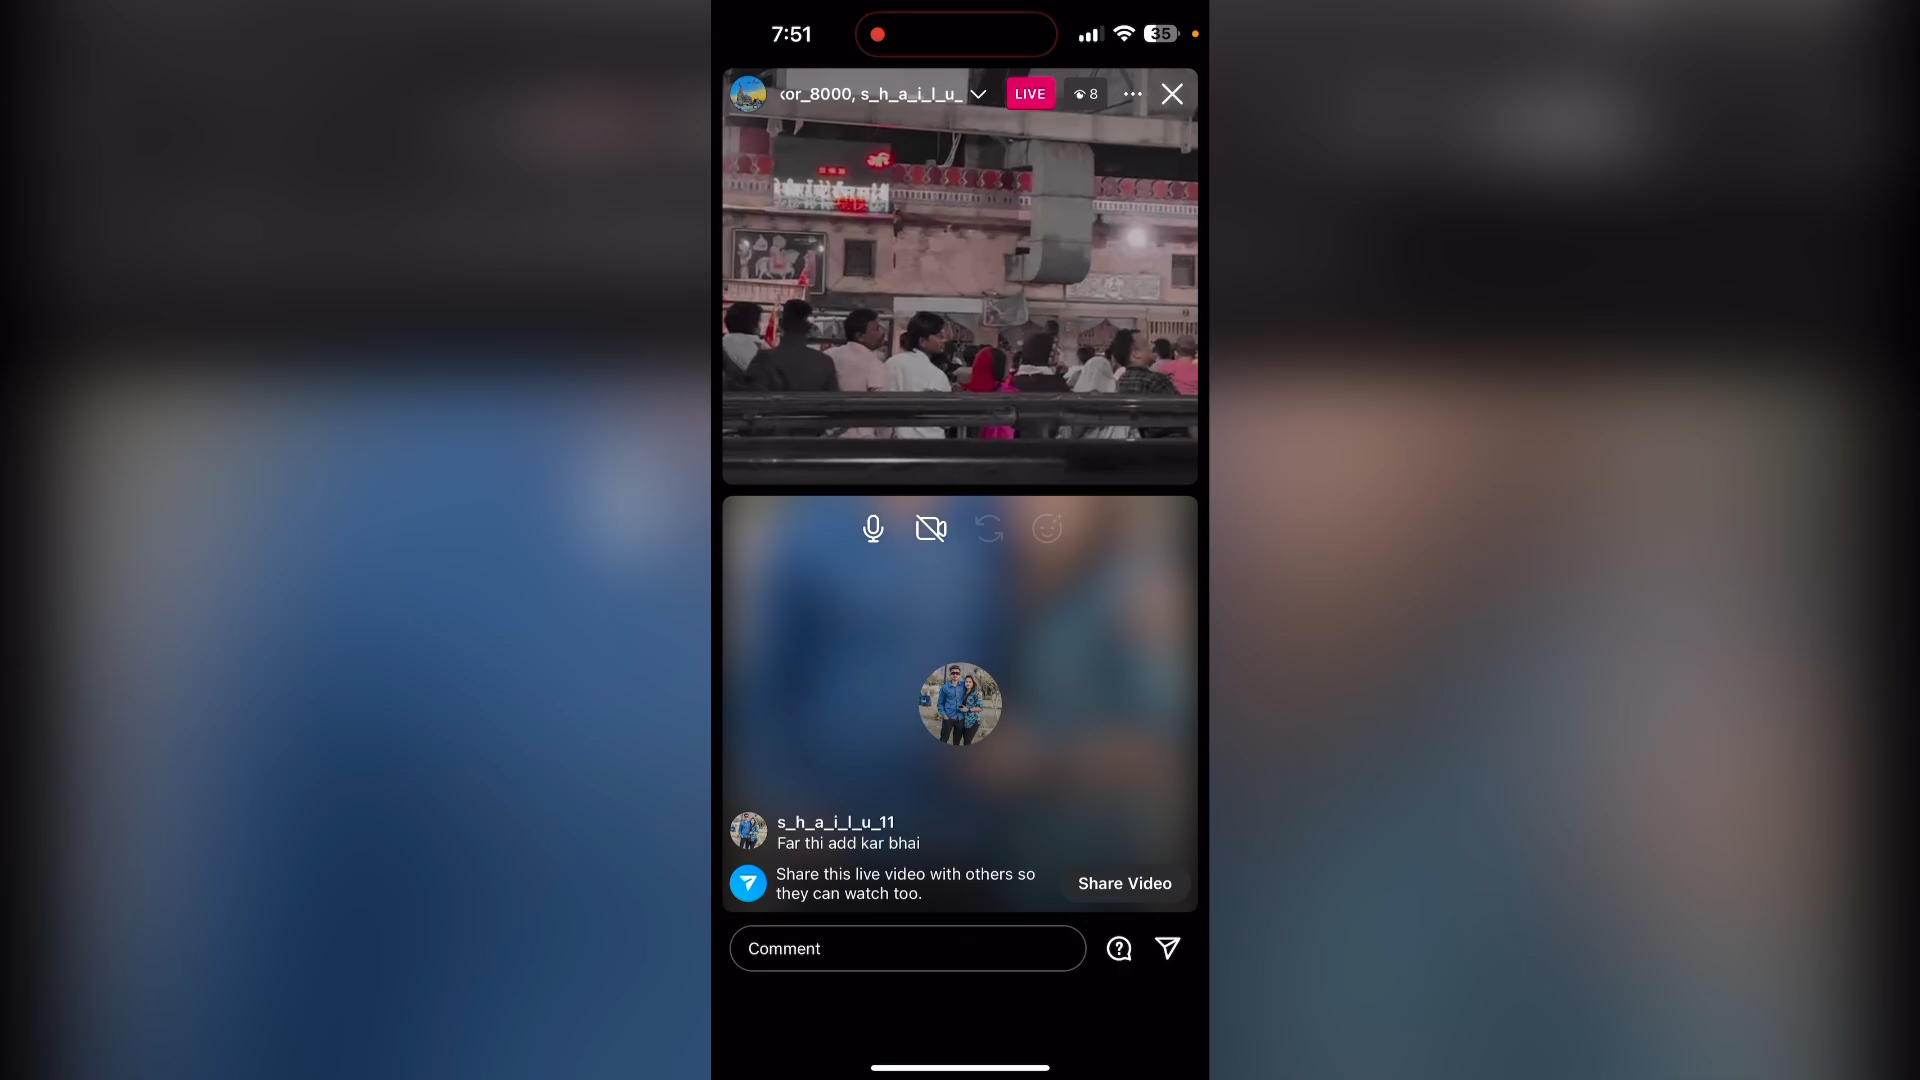 7:51
35
or_8000, s_h_a_i_l_u_
LIVE
8
s_h_a_i_l_u_11
Far thi add kar bhai
Share this live video with others so
they can watch too.
Share Video
Comment